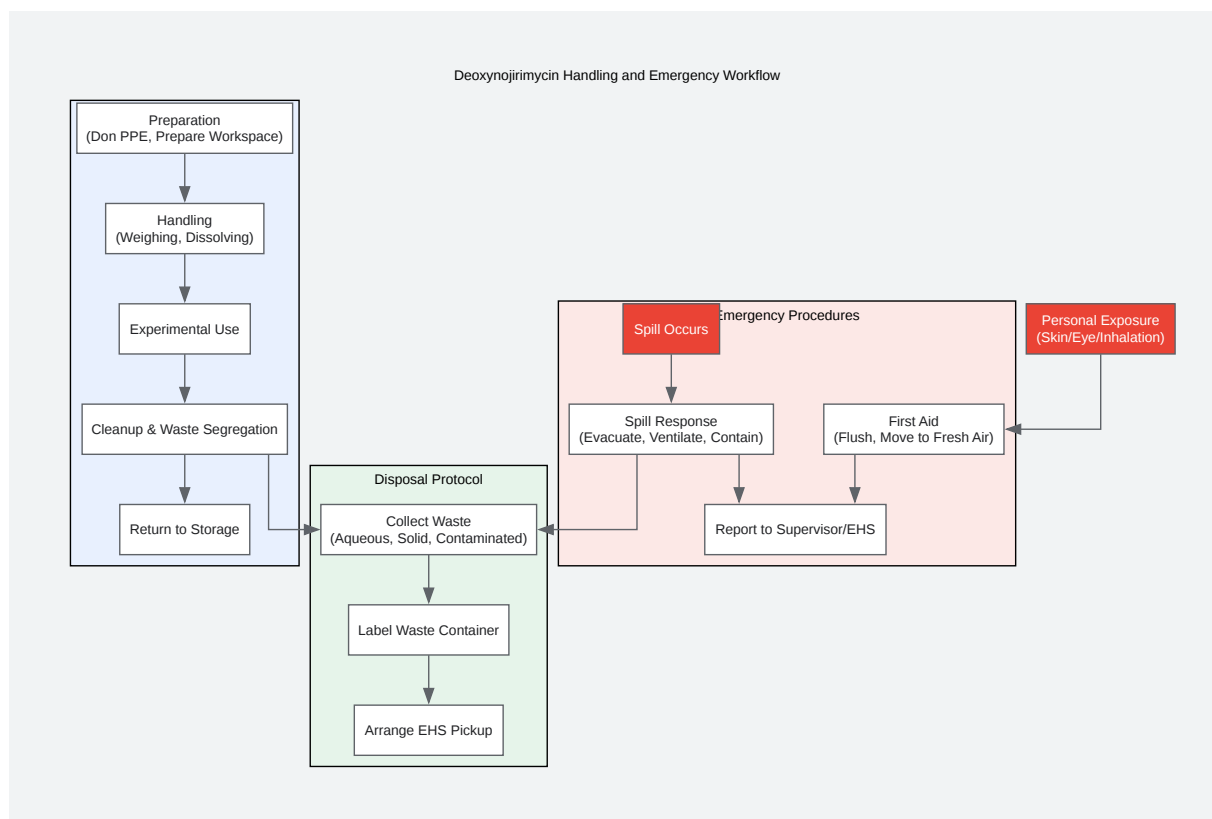 Deoxynojirimycin Handling and Emergency Workflow
Preparation
(Don PPE, Prepare Workspace)
Handling
(Weighing, Dissolving)
Experimental Use
Cleanup & Waste Segregation
Return to Storage
Disposal Protocol
Collect Waste
(Aqueous, Solid, Contaminated)
Label Waste Container
Arrange EHS Pickup
Emergency Procedures
Spill Occurs
Spill Response
(Evacuate, Ventilate, Contain)
First Aid
(Flush, Move to Fresh Air)
Report to Supervisor/EHS
Personal Exposure
(Skin/Eye/Inhalation)